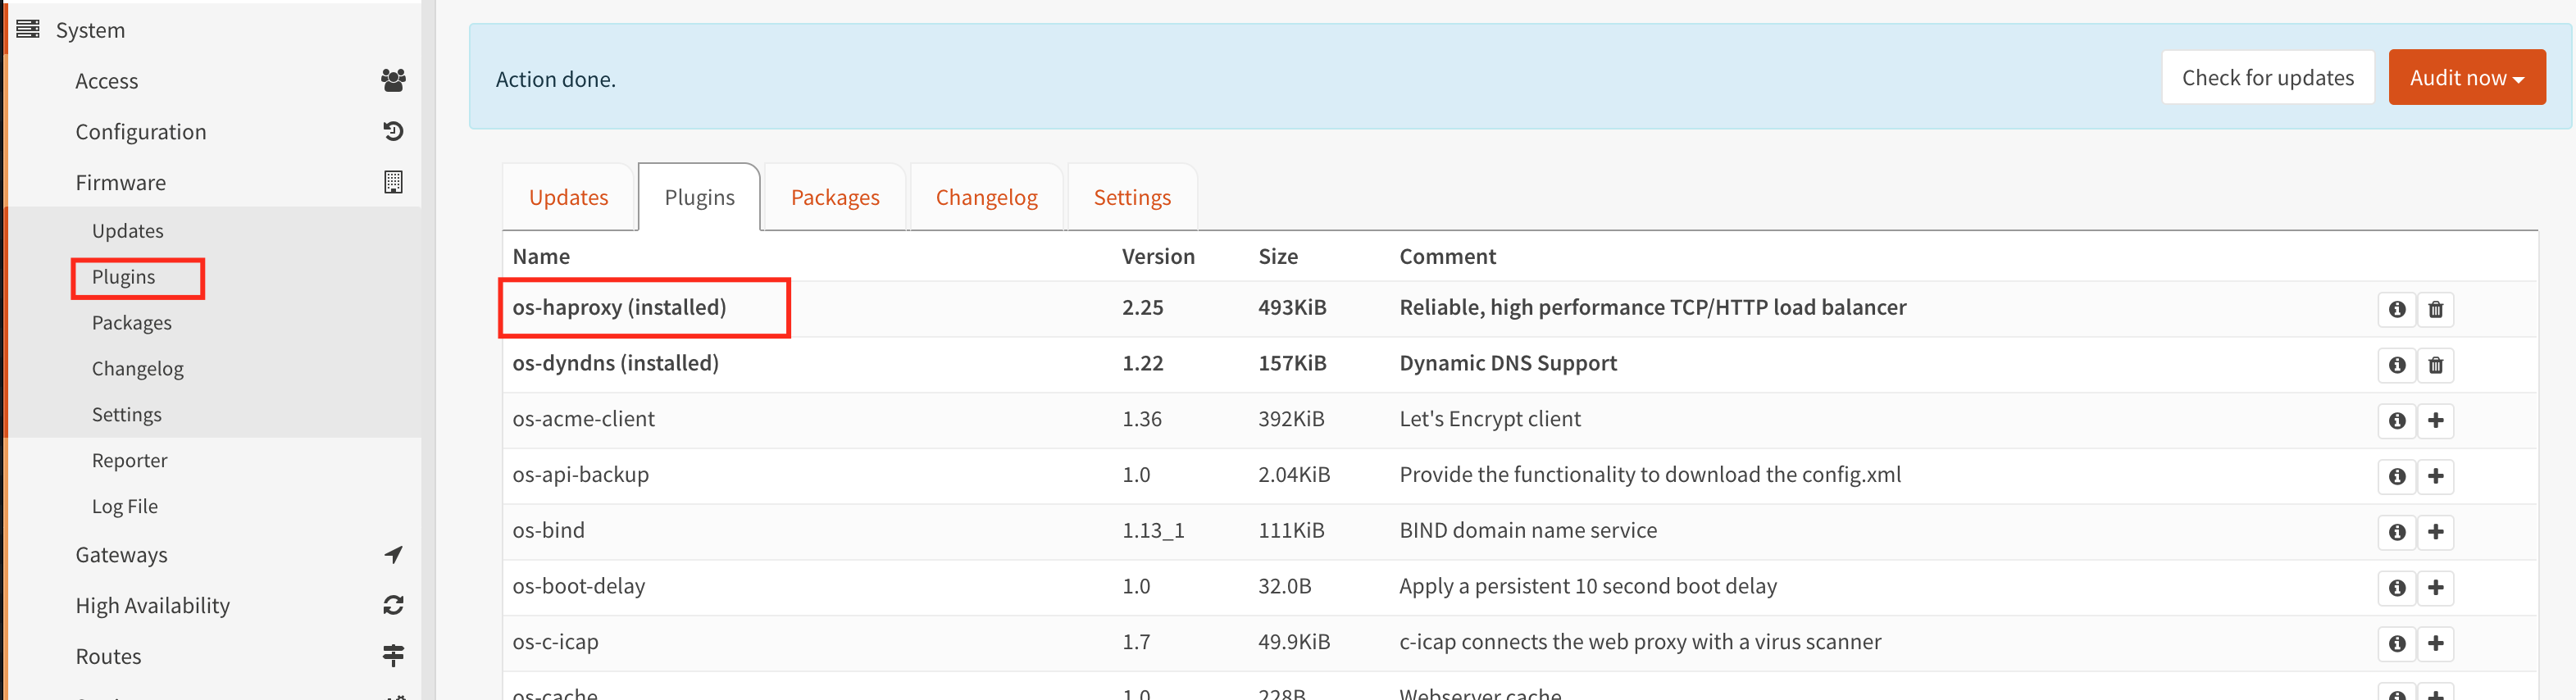 System
Access
Configuration
Firmware
Updates
Plugins
Packages
Changelog
Settings
Reporter
Log File
Gateways
High Availability
Routes
Action done.
Check for updates
Audit now
Updates Plugins Packages Changelog Settings
Name Version Size Comment
os-haproxy (installed) 2.25 493KiB Reliable, high performance TCP/HTTP load balancer
os-dyndns (installed) 1.22 157KiB Dynamic DNS Support
os-acme-client 1.36 392KiB Let's Encrypt client
os-api-backup 1.0 2.04KiB Provide the functionality to download the config.xml
os-bind 1.13_1 111KiB BIND domain name service
os-boot-delay 1.0 32.0B Apply a persistent 10 second boot delay
os-c-icap 1.7 49.9KiB c-icap connects the web proxy with a virus scanner
os-cache 1.0 228B Webserver cache